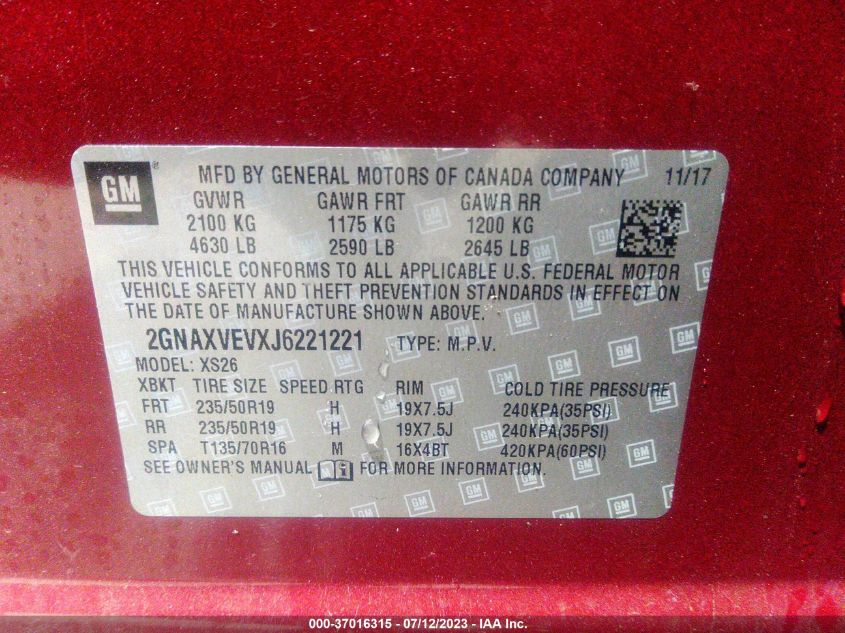 GM ® MFD BY GENERAL MOTORS OF CANADA COMPANY 11/17
GVWR GAWR FRT GAWR RR
2100 KG 1175 KG 1200 KG
4630 LB 2590 LB 2645 LB
THIS VEHICLE CONFORMS TO ALL APPLICABLE U.S. FEDERAL MOTOR
VEHICLE SAFETY AND THEFT PREVENTION STANDARDS IN EFFECT ON
THE DATE OF MANUFACTURE SHOWN ABOVE.
2GNAXVEVXJ6221221 TYPE: M.P.V.
MODEL: XS26
XBKT TIRE SIZE SPEED RTG RIM COLD TIRE PRESSURE
FRT 235/50R19 H 19X7.5J 240KPA(35PSI)
RR 235/50R19 H 19X7.5J 240KPA(35PSI)
SPA T135/70R16 M 16X4BT 420KPA(60PSI)
SEE OWNER'S MANUAL i FOR MORE INFORMATION.
000-37016315 - 07/12/2023 - IAA Inc.